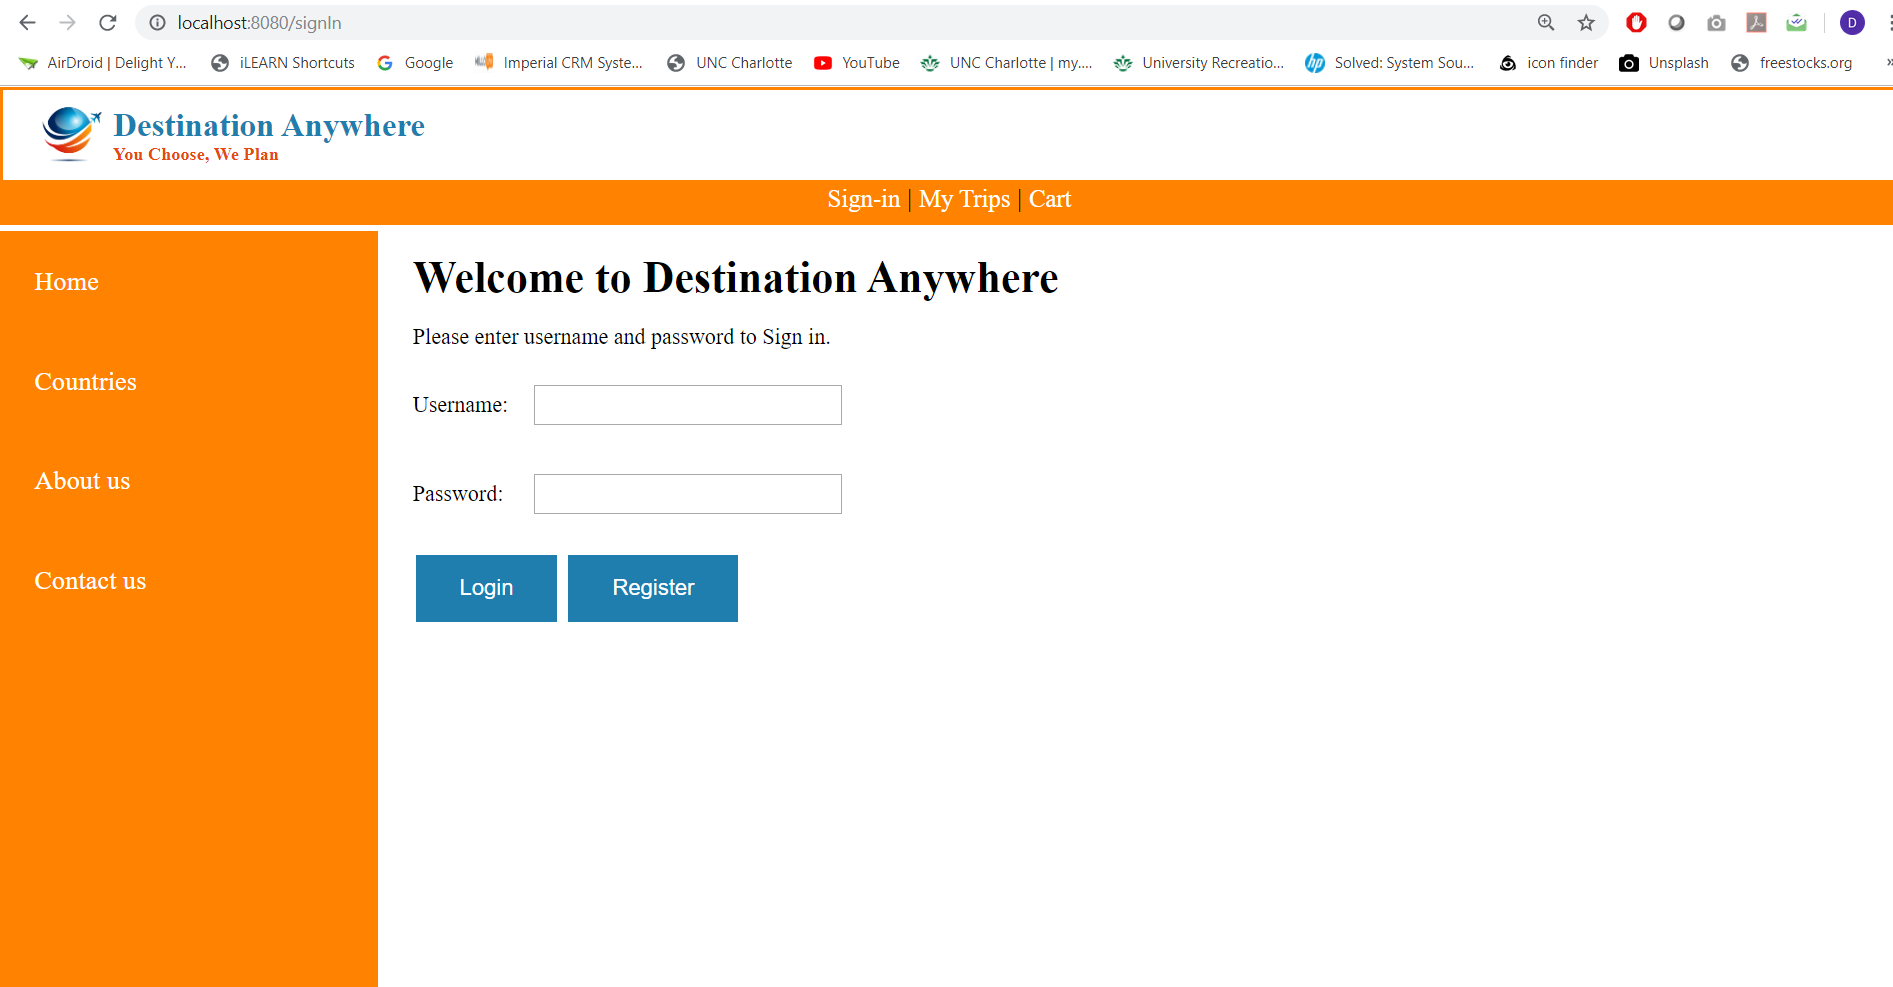 localhost:8080/signIn
D
AirDroid | Delight Y... iLEARN Shortcuts Google Imperial CRM Syste... UNC Charlotte YouTube UNC Charlotte | my.... University Recreatio... hp Solved: System Sou... icon finder Unsplash freestocks.org »
Destination Anywhere
You Choose, We Plan
Sign-in | My Trips | Cart
Home
Countries
About us
Contact us
Welcome to Destination Anywhere
Please enter username and password to Sign in.
Username:
Password:
Login Register